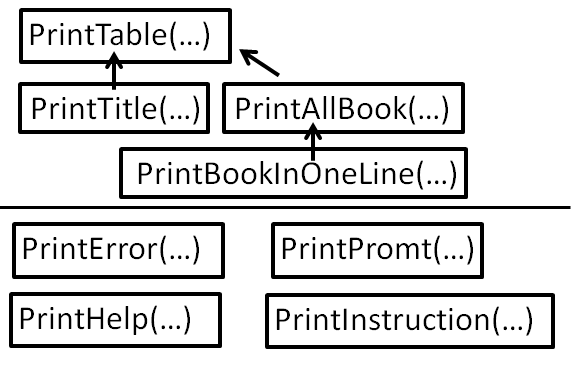 PrintTable(...)
PrintTitle(...) PrintAllBook(...)
PrintBookInOneLine(...)
PrintError(...) PrintPromt(...)
PrintHelp(...) PrintInstruction(...)